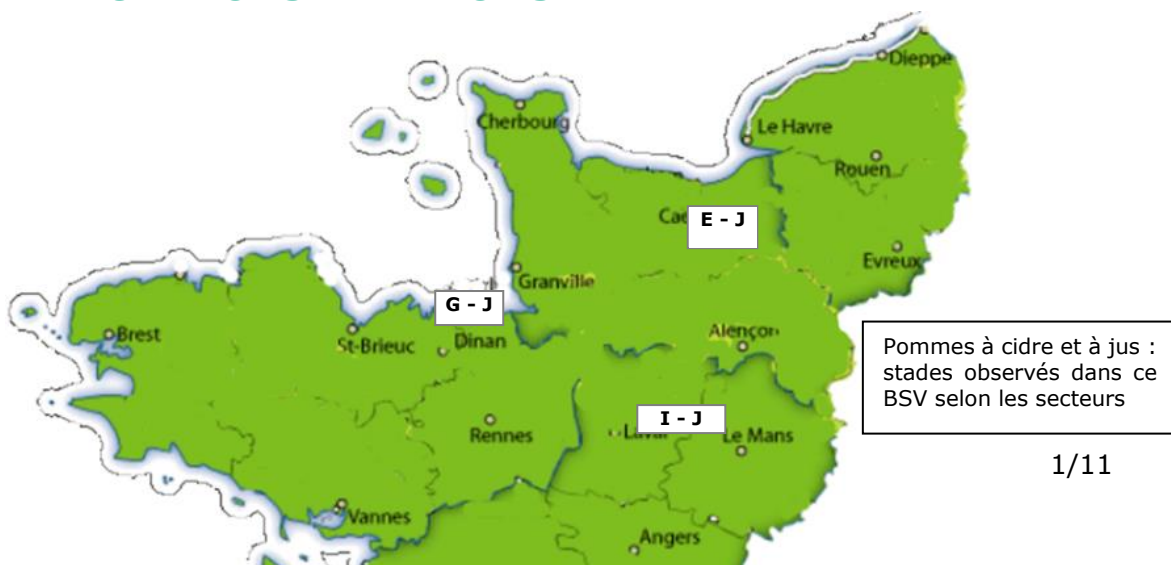 Dieppe
Cherbourg
Le Havre
Rouen
E - J
Evreux
Granville
G - J
Brest
St-Brieuc
Dinan
Alençon
Pommes à cidre et à jus :
stades observés dans ce
BSV selon les secteurs
I - J
Rennes
Le Mans
1/11
Vannes
Angers